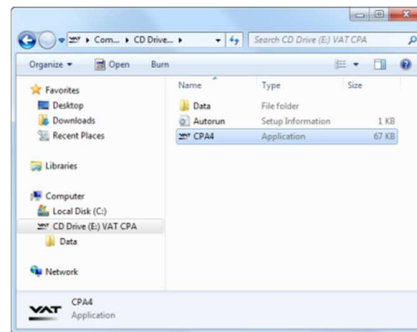 VAT ▸ Com... ▸ CD Drive... ▸ Search CD Drive (E:) VAT CPA
Organize Open Burn
Name Type Size
Favorites
Desktop
Downloads
Recent Places
Libraries
Computer
Local Disk (C:)
CD Drive (E:) VAT CPA
Data
Network
Data File folder
Autorun Setup Information 1 KB
CPA4 Application 67 KB
VAT CPA4
Application